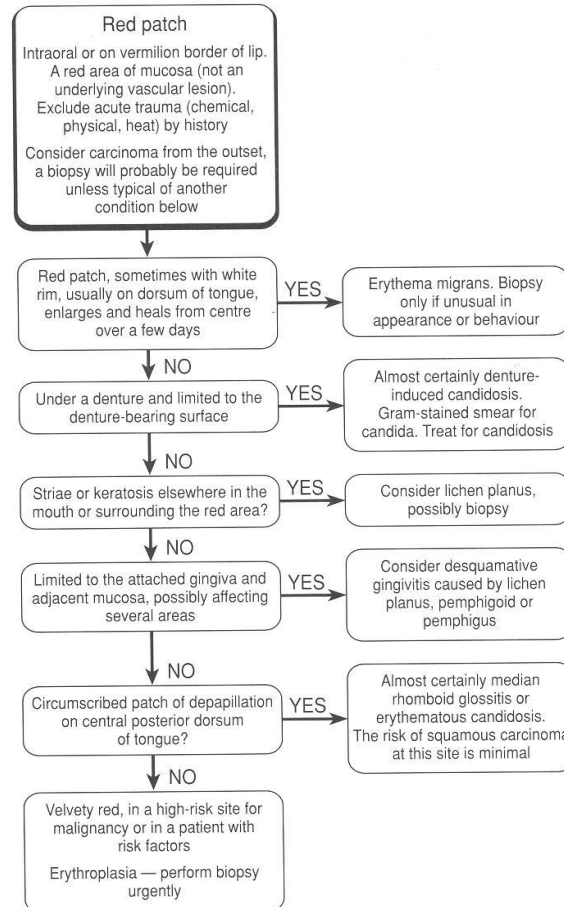 Red patch
Intraoral or on vermilion border of lip.
A red area of mucosa (not an
underlying vascular lesion).
Exclude acute trauma (chemical,
physical, heat) by history
Consider carcinoma from the outset,
a biopsy will probably be required
unless typical of another
condition below
Red patch, sometimes with white
rim, usually on dorsum of tongue,
enlarges and heals from centre
over a few days
YES
Erythema migrans. Biopsy
only if unusual in
appearance or behaviour
NO
Under a denture and limited to the
denture-bearing surface
YES
Almost certainly denture-
induced candidosis.
Gram-stained smear for
candida. Treat for candidosis
NO
Striae or keratosis elsewhere in the
mouth or surrounding the red area?
YES
Consider lichen planus,
possibly biopsy
NO
Limited to the attached gingiva and
adjacent mucosa, possibly affecting
several areas
YES
Consider desquamative
gingivitis caused by lichen
planus, pemphigoid or
pemphigus
NO
Circumscribed patch of depapillation
on central posterior dorsum
of tongue?
YES
Almost certainly median
rhomboid glossitis or
erythematous candidosis.
The risk of squamous carcinoma
at this site is minimal
NO
Velvety red, in a high-risk site for
malignancy or in a patient with
risk factors
Erythroplasia — perform biopsy
urgently